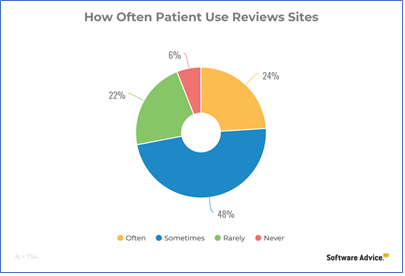 How Often Patient Use Reviews Sites
6%
24%
22%
48%
Often Sometimes Rarely Never
N = 754
Software Advice.